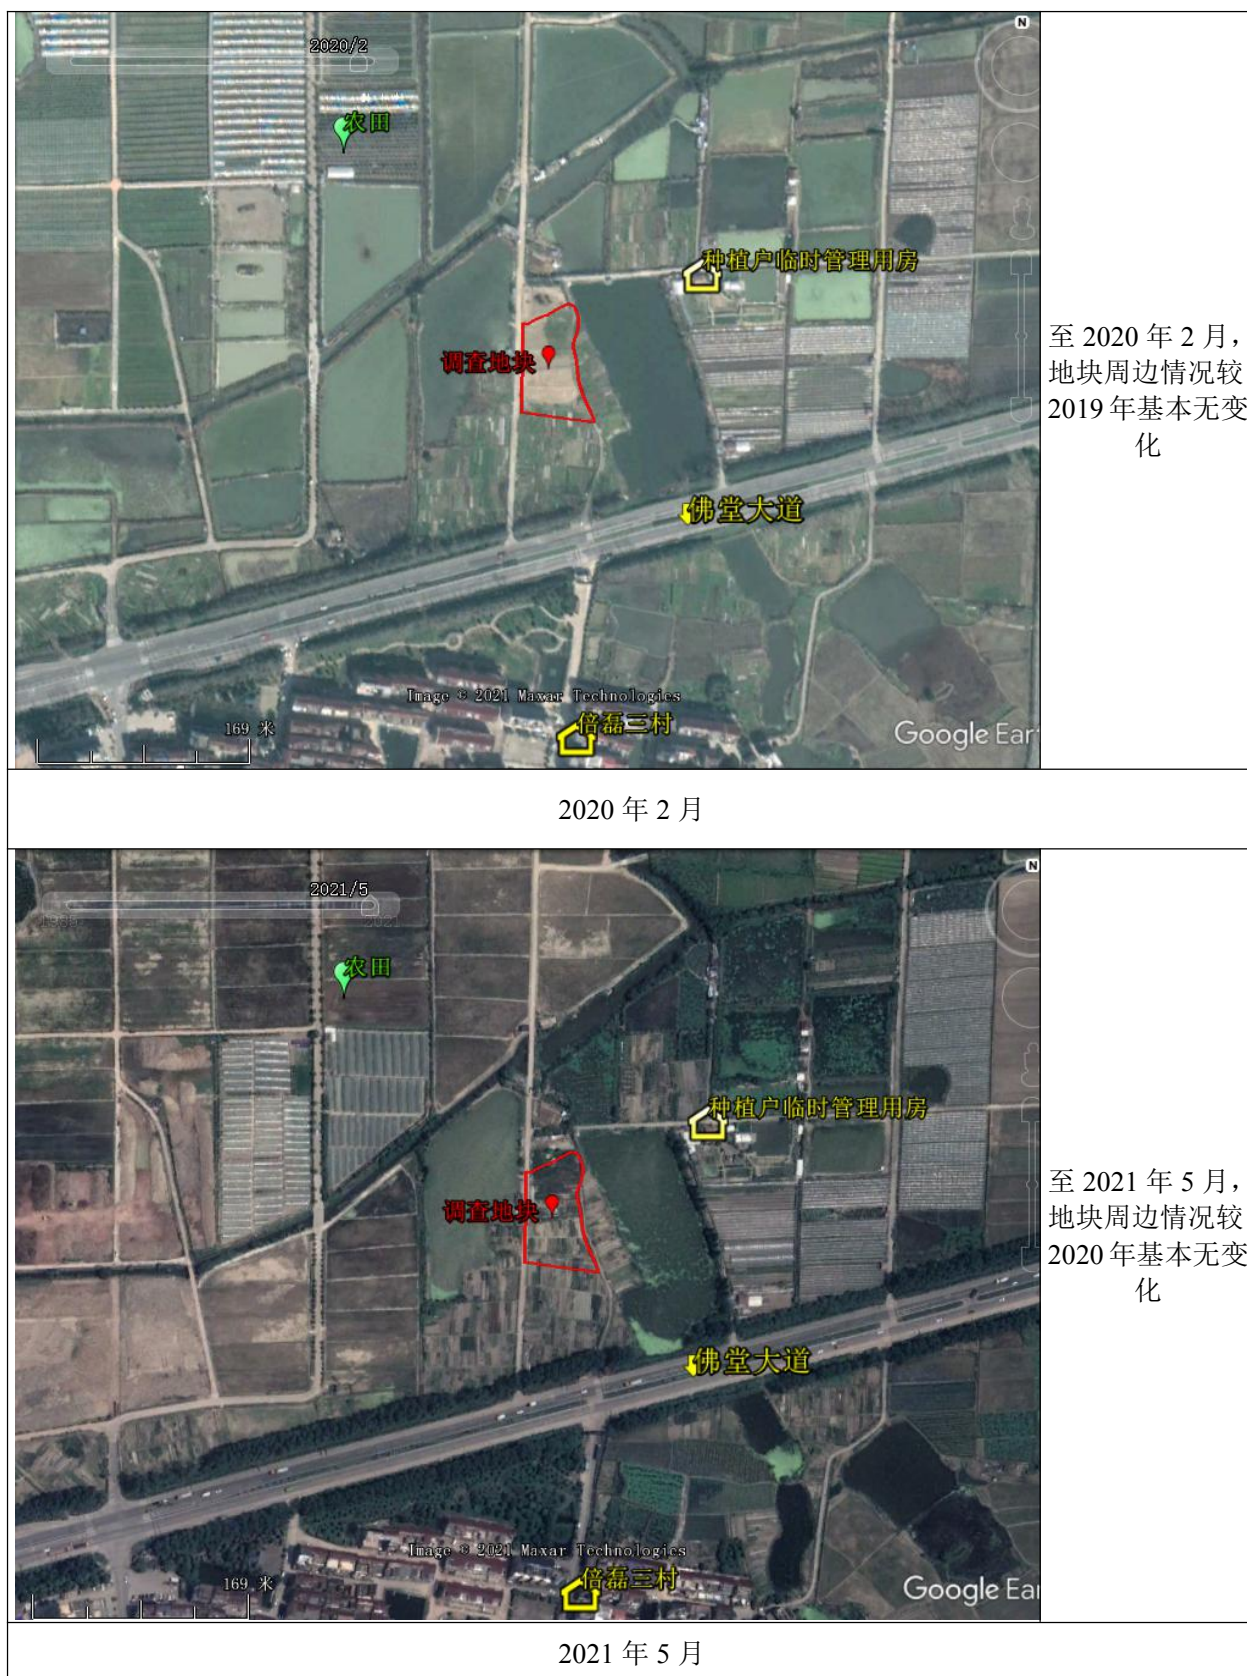 N
2020/2
农田
种植户临时管理用房
调查地块
佛堂大道
Image © 2021 Maxar Technologies
倍磊三村
169 米
Google Ear
至 2020 年 2 月，
地块周边情况较
2019 年基本无变
化
2020 年 2 月
N
2021/5
2021
农田
种植户临时管理用房
调查地块
佛堂大道
Image © 2021 Maxar Technologies
倍磊三村
169 米
Google Ear
至 2021 年 5 月，
地块周边情况较
2020 年基本无变
化
2021 年 5 月